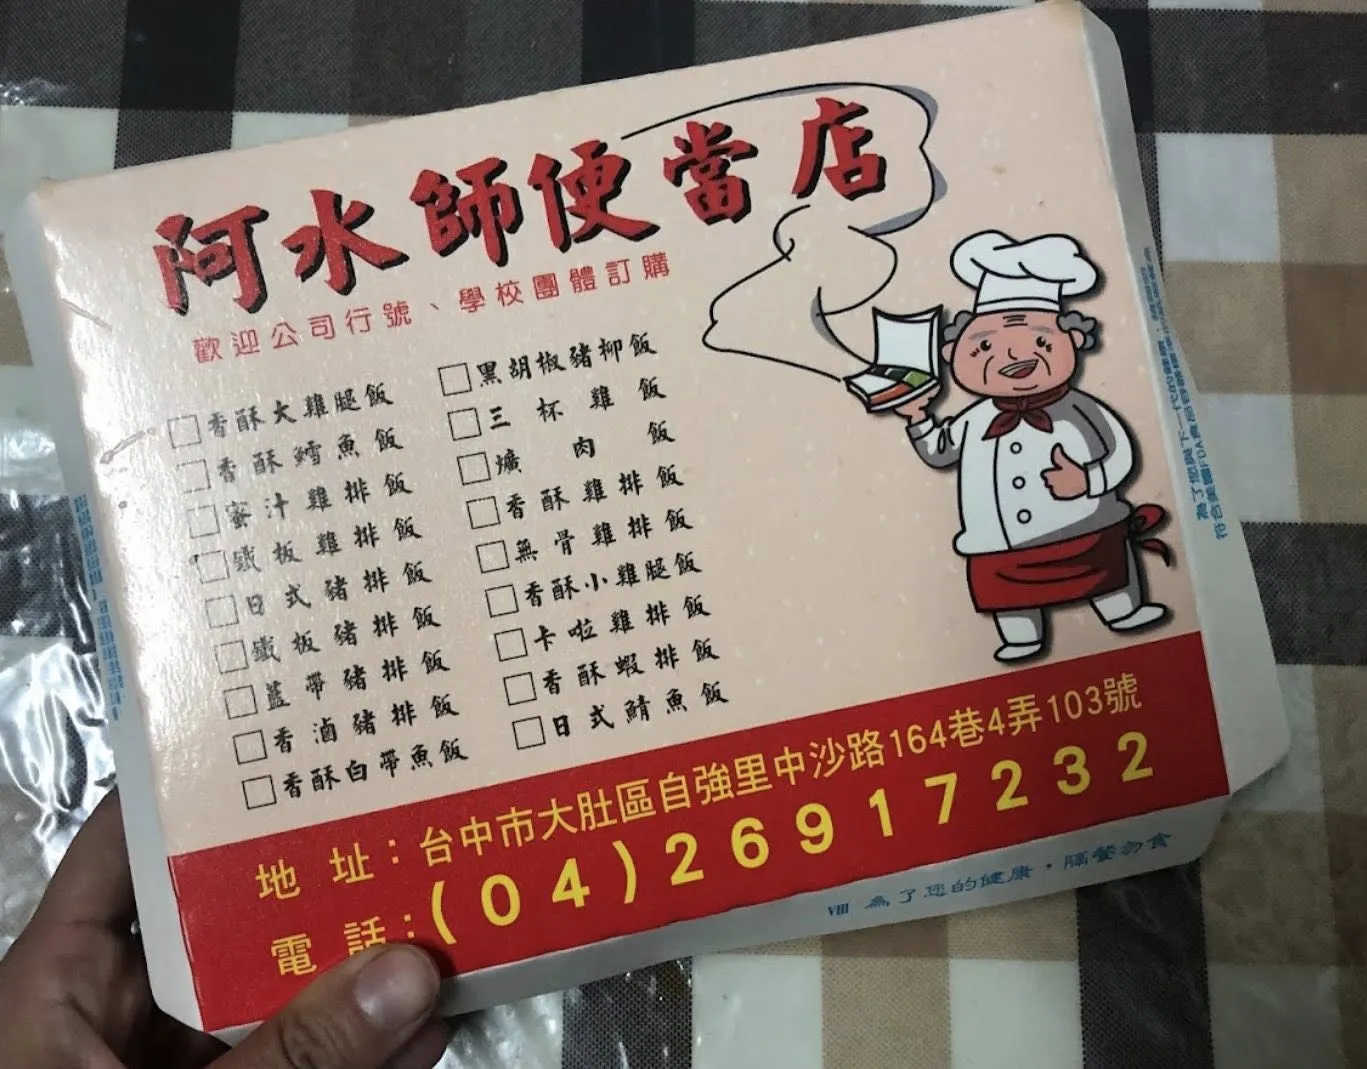 阿水師便當店
歡迎公司行號、學校團體訂購
香酥大雞腿飯
香酥鱈魚飯
蜜汁雞排飯
鐵板雞排飯
日式豬排飯
鐵板豬排飯
藍帶豬排飯
香滷豬排飯
香酥白帶魚飯
黑胡椒豬柳飯
三杯雞飯
爌肉飯
香酥雞排飯
無骨雞排飯
香酥小雞腿飯
卡啦雞排飯
香酥蝦排飯
日式鯖魚飯
地址：台中市大肚區自強里中沙路164巷4弄103號
電話：(04)26917232
VIII 為了您的健康·隔餐勿食